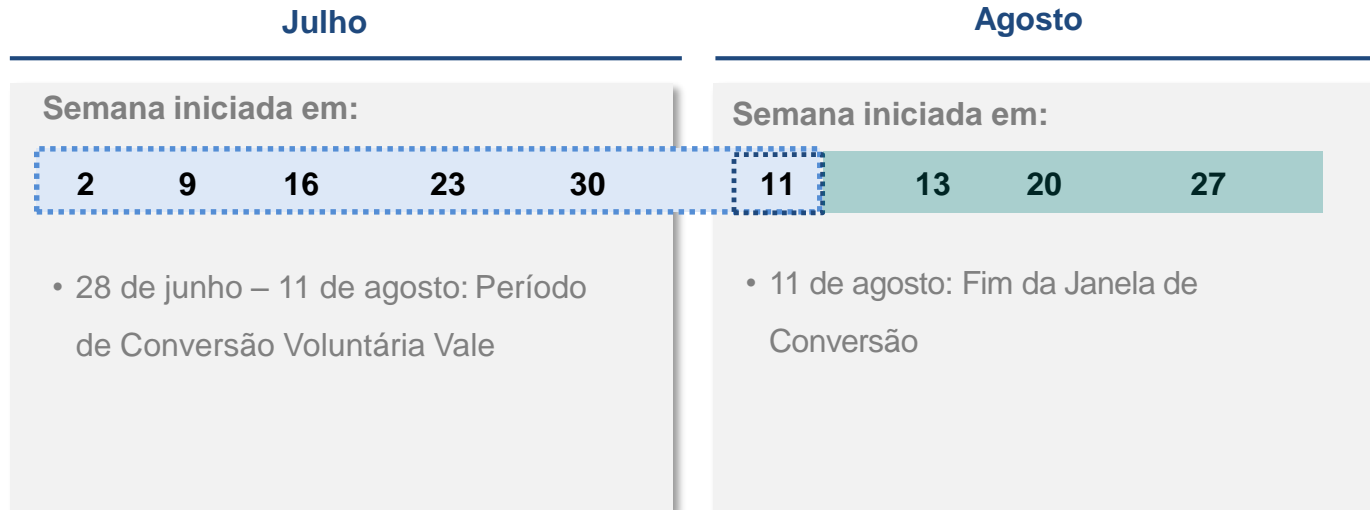 Julho
Semana iniciada em:
2 9 16 23 30
• 28 de junho – 11 de agosto: Período
de Conversão Voluntária Vale
Agosto
Semana iniciada em:
11 13 20 27
• 11 de agosto: Fim da Janela de
Conversão